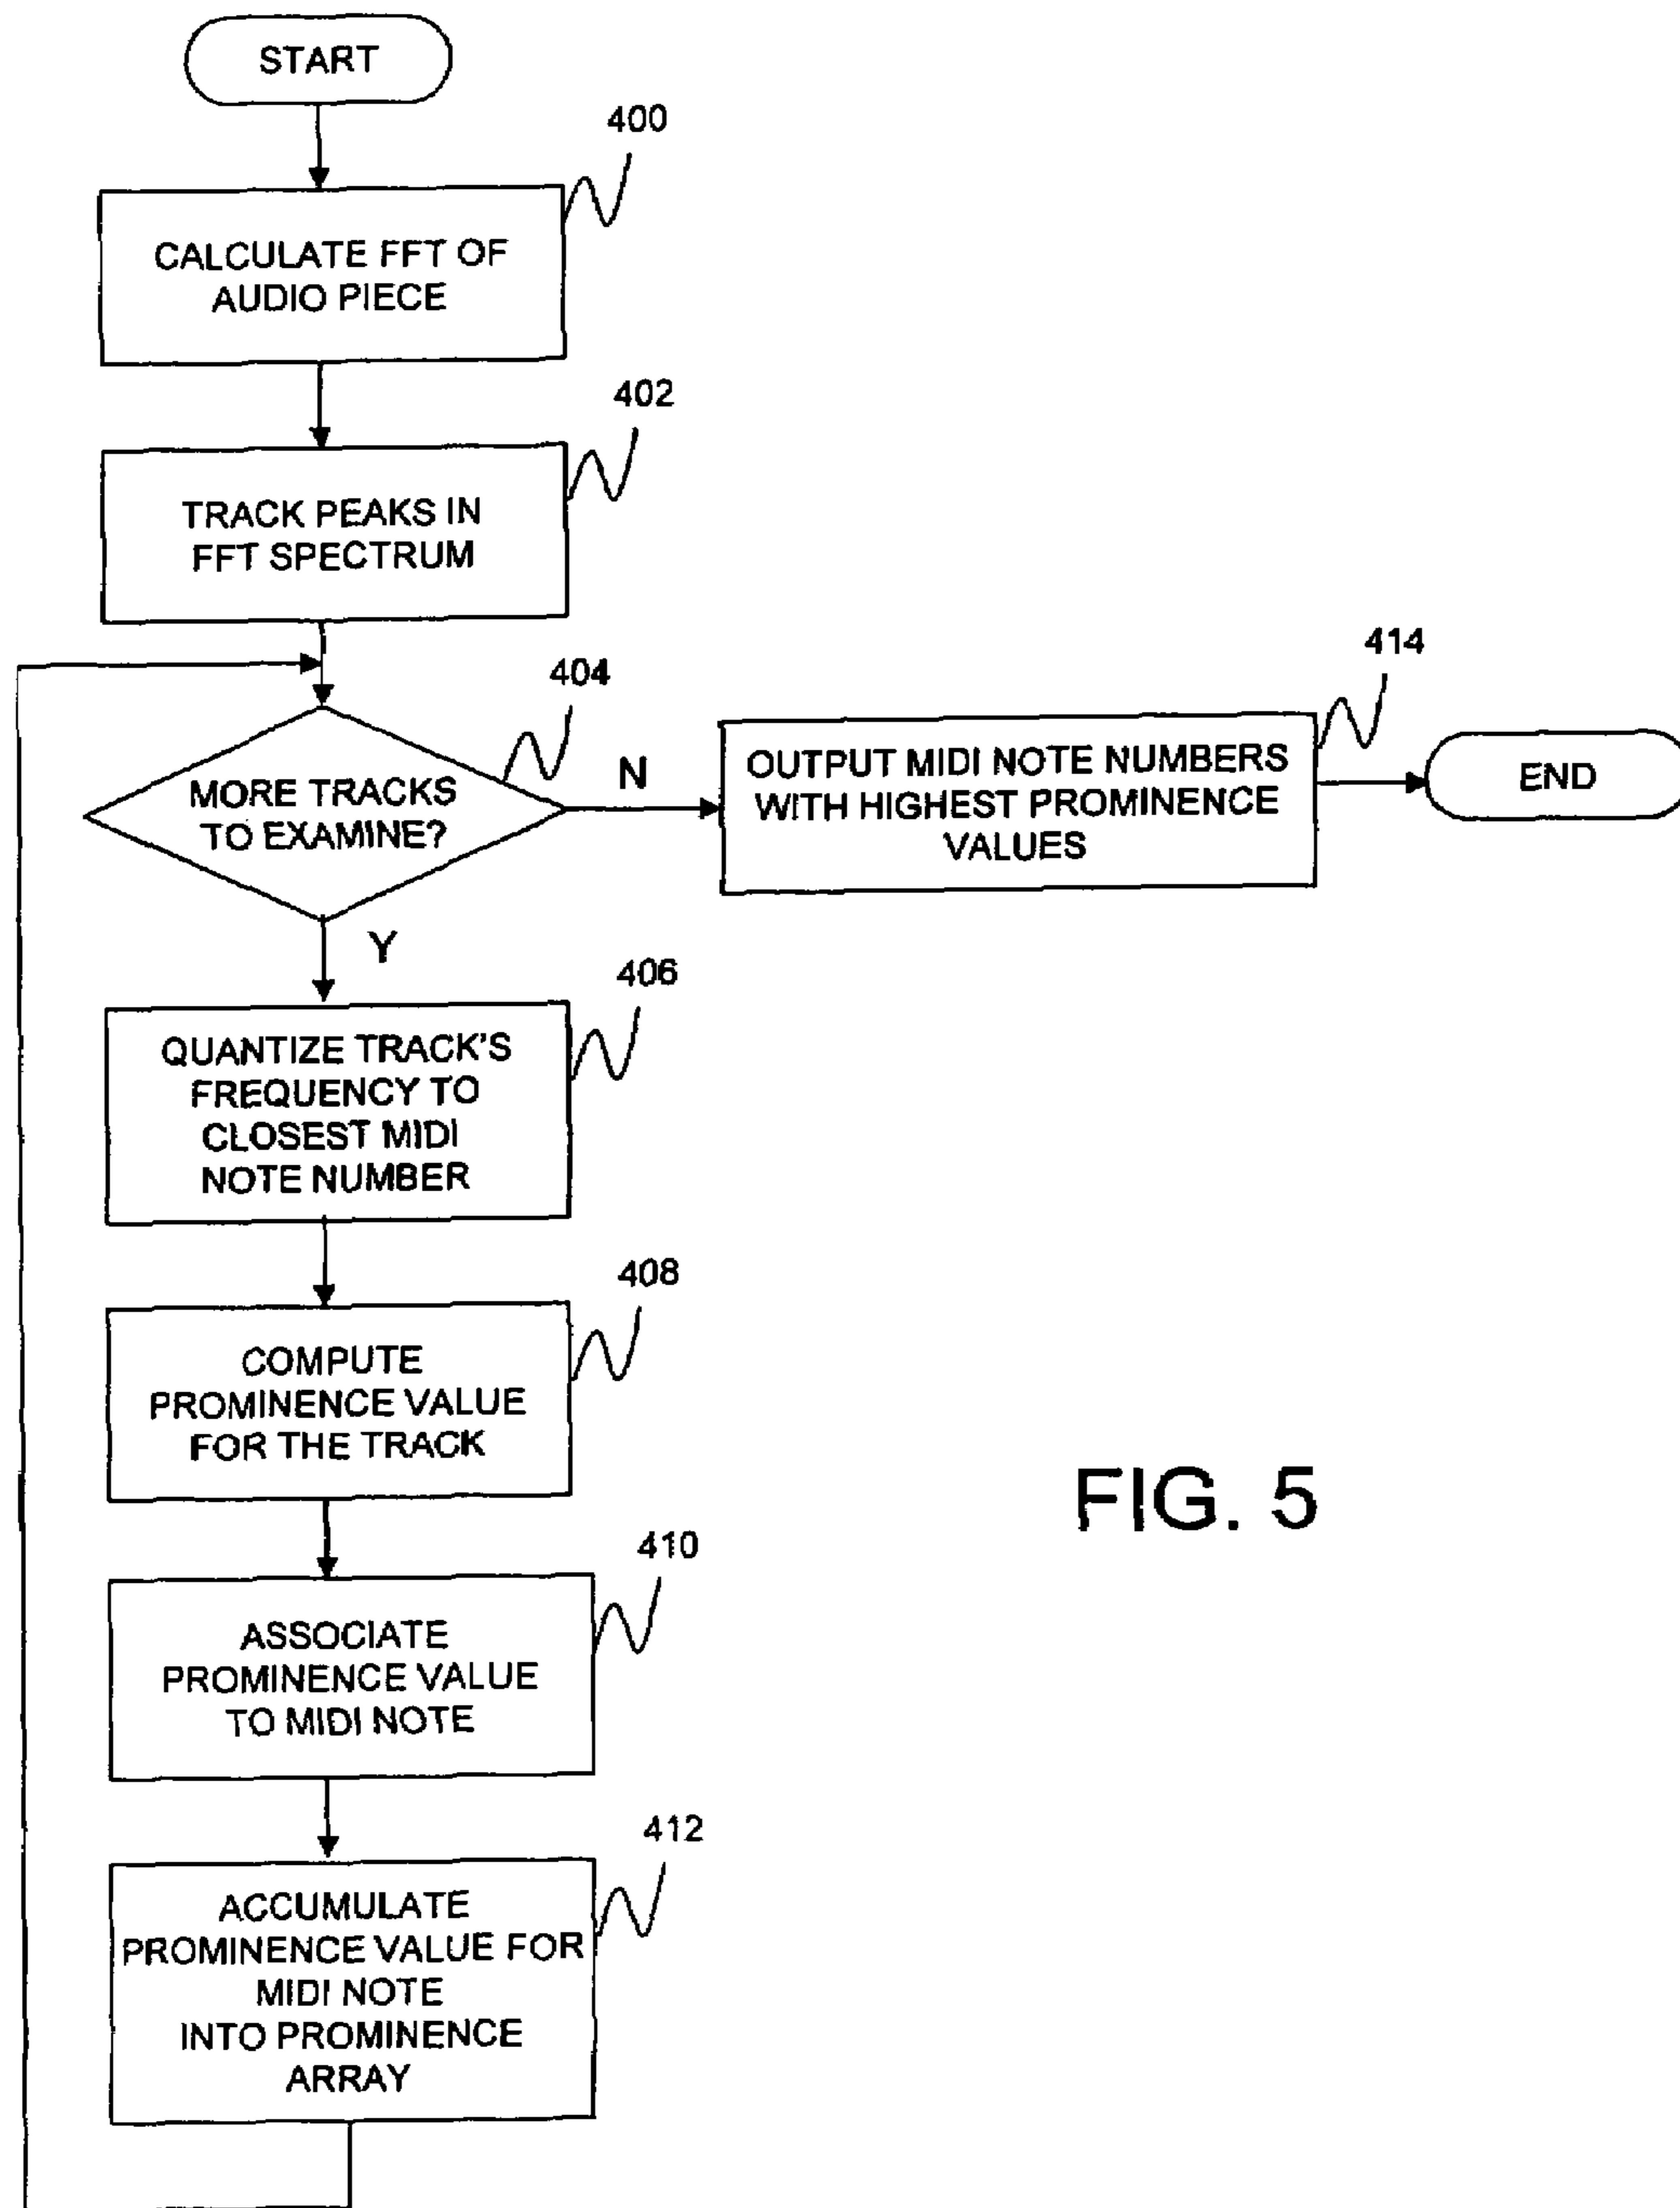 START
400
CALCULATE FFT OF
AUDIO PIECE
402
TRACK PEAKS IN
FFT SPECTRUM
404
MORE TRACKS
TO EXAMINE?
N
414
OUTPUT MIDI NOTE NUMBERS
WITH HIGHEST PROMINENCE
VALUES
END
Y
406
QUANTIZE TRACK'S
FREQUENCY TO
CLOSEST MIDI
NOTE NUMBER
408
COMPUTE
PROMINENCE VALUE
FOR THE TRACK
410
ASSOCIATE
PROMINENCE VALUE
TO MIDI NOTE
412
ACCUMULATE
PROMINENCE VALUE FOR
MIDI NOTE
INTO PROMINENCE
ARRAY
FIG. 5